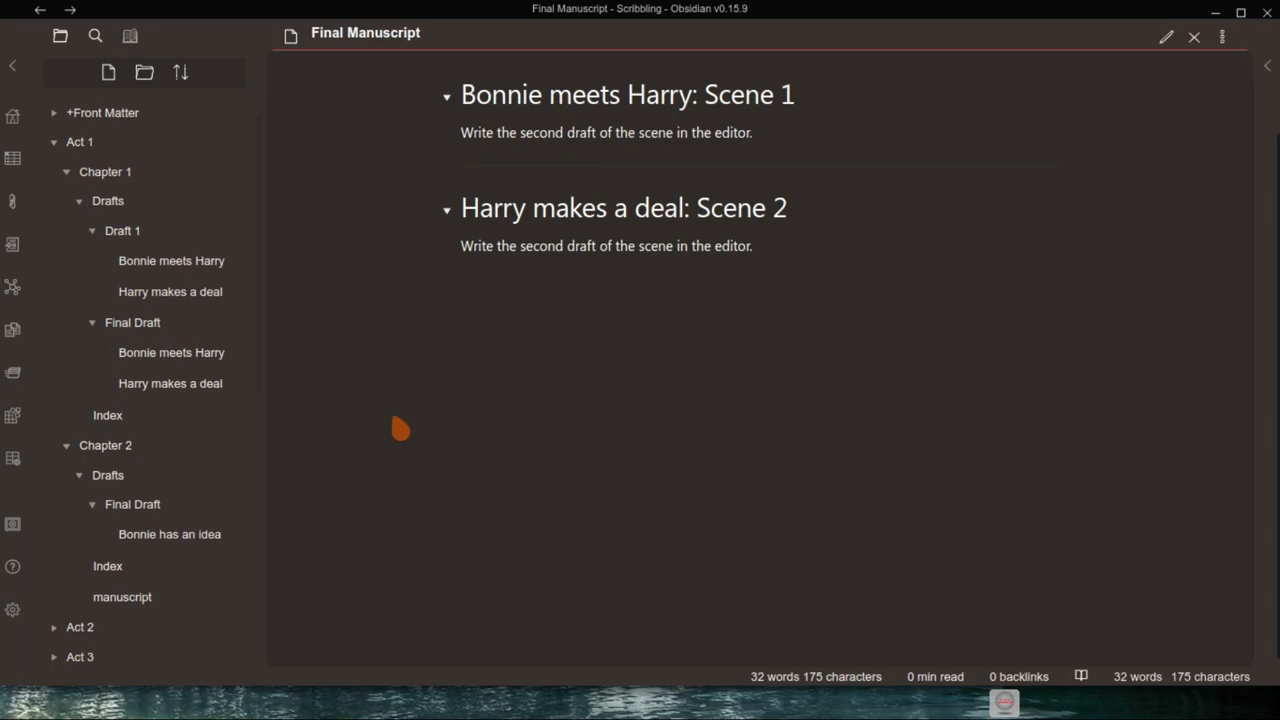 Final Manuscript - Scribbling - Obsidian v0.15.9
Final Manuscript
+Front Matter
Act 1
Chapter 1
Drafts
Draft 1
Bonnie meets Harry
Harry makes a deal
Final Draft
Bonnie meets Harry
Harry makes a deal
Index
Chapter 2
Drafts
Final Draft
Bonnie has an idea
Index
manuscript
Act 2
Act 3
Bonnie meets Harry: Scene 1
Write the second draft of the scene in the editor.
Harry makes a deal: Scene 2
Write the second draft of the scene in the editor.
32 words 175 characters 0 min read 0 backlinks 32 words 175 characters